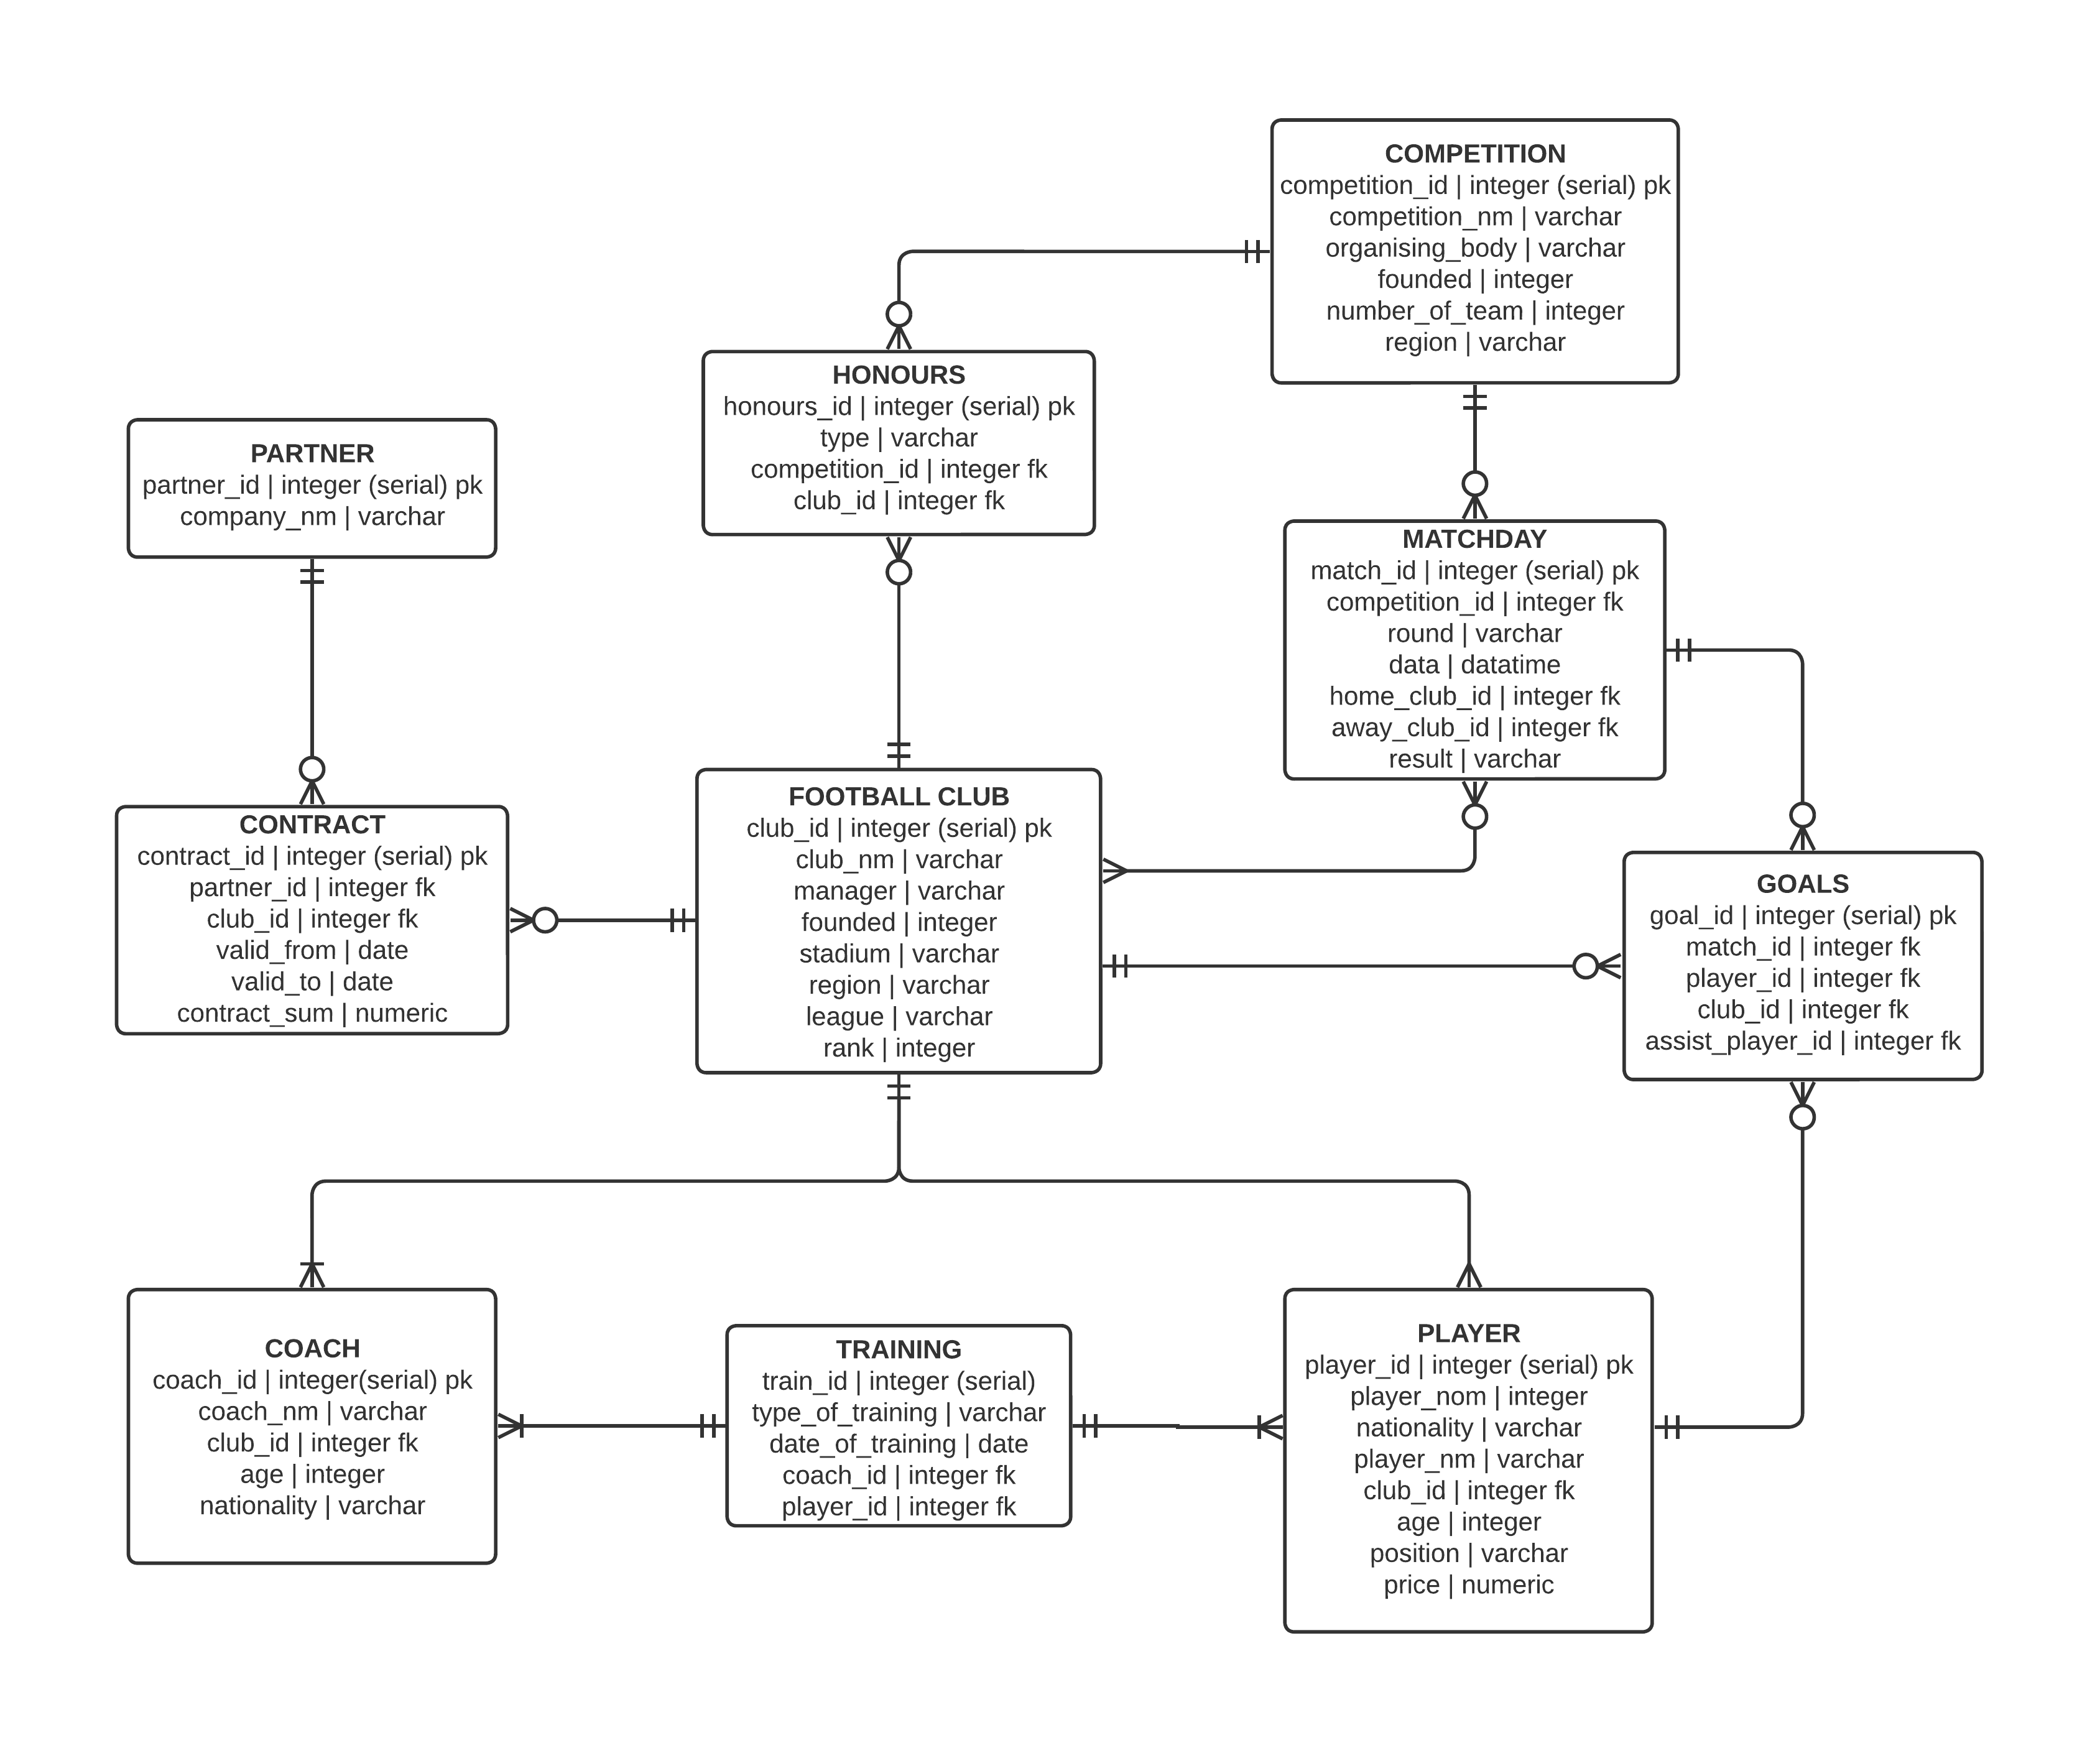 COMPETITION
competition_id | integer (serial) pk
competition_nm | varchar
organising_body | varchar
founded | integer
number_of_team | integer
region | varchar
HONOURS
honours_id | integer (serial) pk
type | varchar
competition_id | integer fk
club_id | integer fk
PARTNER
partner_id | integer (serial) pk
company_nm | varchar
MATCHDAY
match_id | integer (serial) pk
competition_id | integer fk
round | varchar
data | datatime
home_club_id | integer fk
away_club_id | integer fk
result | varchar
CONTRACT
contract_id | integer (serial) pk
partner_id | integer fk
club_id | integer fk
valid_from | date
valid_to | date
contract_sum | numeric
FOOTBALL CLUB
club_id | integer (serial) pk
club_nm | varchar
manager | varchar
founded | integer
stadium | varchar
region | varchar
league | varchar
rank | integer
GOALS
goal_id | integer (serial) pk
match_id | integer fk
player_id | integer fk
club_id | integer fk
assist_player_id | integer fk
COACH
coach_id | integer(serial) pk
coach_nm | varchar
club_id | integer fk
age | integer
nationality | varchar
TRAINING
train_id | integer (serial)
type_of_training | varchar
date_of_training | date
coach_id | integer fk
player_id | integer fk
PLAYER
player_id | integer (serial) pk
player_nom | integer
nationality | varchar
player_nm | varchar
club_id | integer fk
age | integer
position | varchar
price | numeric